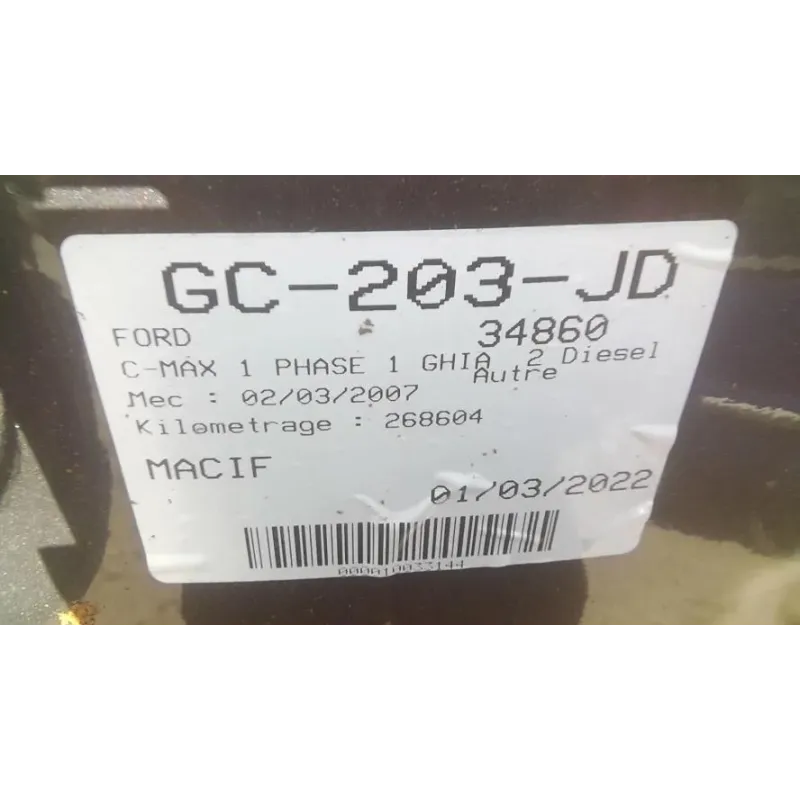 GC-203-JD
FORD 34860
C-MAX 1 PHASE 1 GHIA 2 Diesel
Autre
Mec : 02/03/2007
Kilometrage : 268604
MACIF
01/03/2022
000A10033144